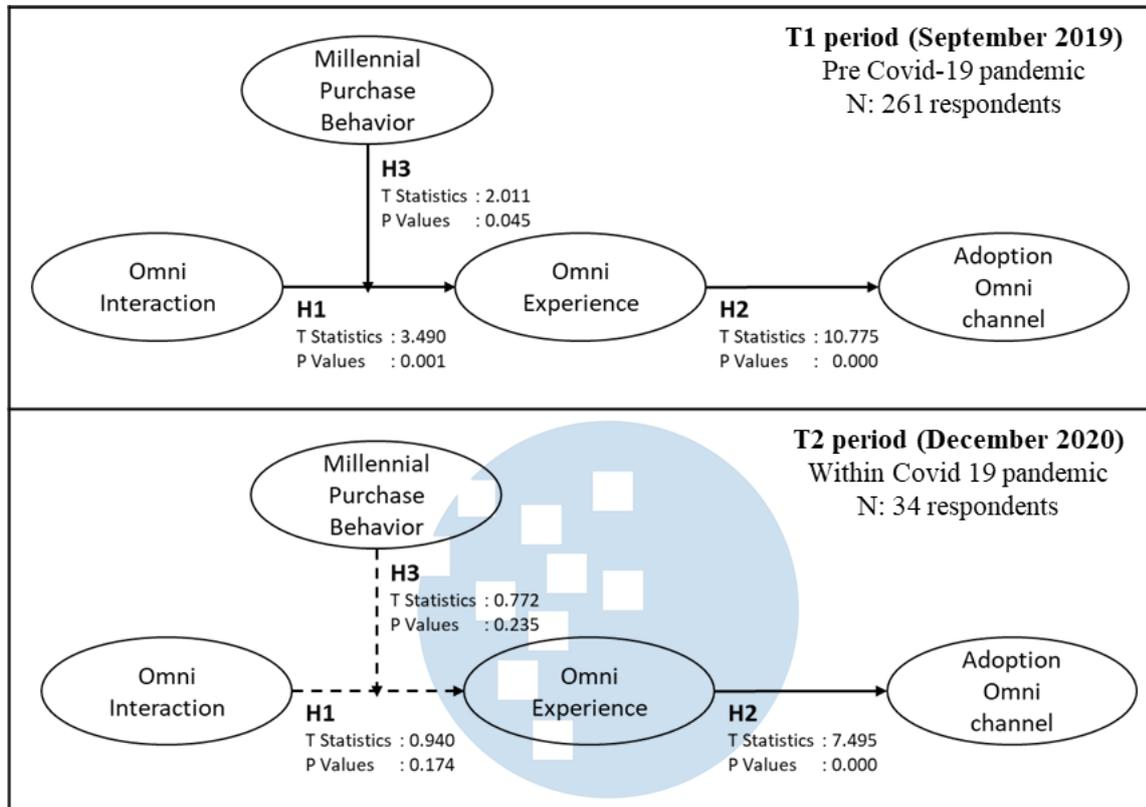 T1 period (September 2019)
Pre Covid-19 pandemic
N: 261 respondents
Millennial
Purchase
Behavior
H3
T Statistics : 2.011
P Values : 0.045
Omni
Interaction
H1
T Statistics : 3.490
P Values : 0.001
Omni
Experience
H2
T Statistics : 10.775
P Values : 0.000
Adoption
Omni
channel
T2 period (December 2020)
Within Covid 19 pandemic
N: 34 respondents
Millennial
Purchase
Behavior
H3
T Statistics : 0.772
P Values : 0.235
Omni
Interaction
H1
T Statistics : 0.940
P Values : 0.174
Omni
Experience
H2
T Statistics : 7.495
P Values : 0.000
Adoption
Omni
channel